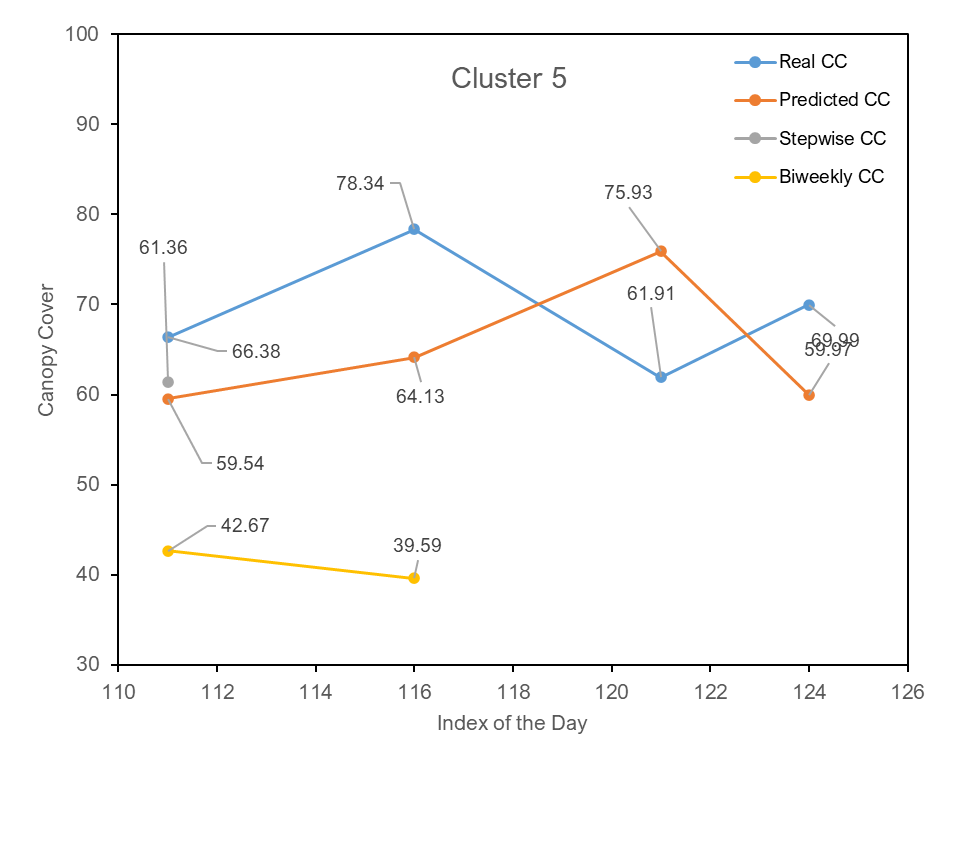 Cluster 5
Real CC
Predicted CC
Stepwise CC
Biweekly CC
100
90
80
70
60
50
40
30
Canopy Cover
78.34
75.93
61.36
61.91
66.38
69.99
59.97
64.13
59.54
42.67
39.59
110 112 114 116 118 120 122 124 126
Index of the Day